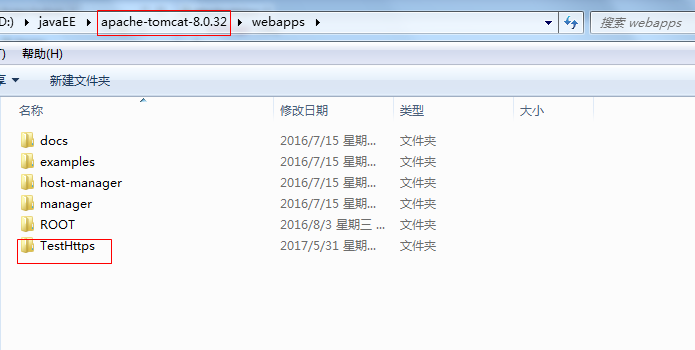 D:) ▸ javaEE ▸ apache-tomcat-8.0.32 ▸ webapps ▸ 搜索 webapps
T) 帮助(H)
享 ▼ 新建文件夹
名称 修改日期 类型 大小
docs 2016/7/15 星期... 文件夹
examples 2016/7/15 星期... 文件夹
host-manager 2016/7/15 星期... 文件夹
manager 2016/7/15 星期... 文件夹
ROOT 2016/8/3 星期三 ... 文件夹
TestHttps 2017/5/31 星期... 文件夹